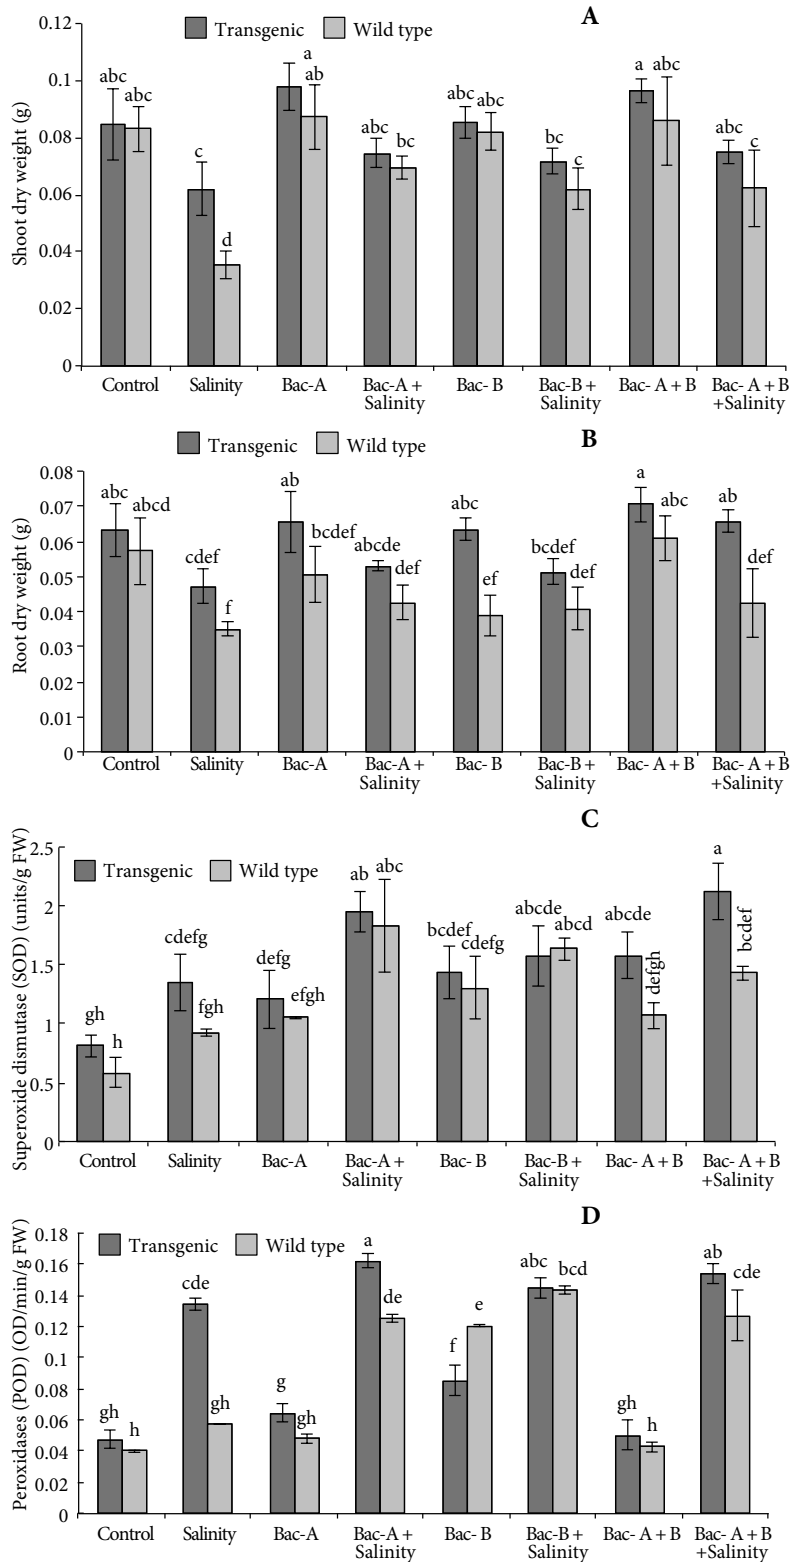 A
Transgenic Wild type
Shoot dry weight (g)
0.12
0.1
0.08
0.06
0.04
0.02
0
abc abc
c d
a ab
abc bc
abc abc
bc c
a abc
abc c
Control Salinity Bac-A Bac-A + Salinity Bac- B Bac-B + Salinity Bac- A + B Bac- A + B +Salinity
B
Transgenic Wild type
Root dry weight (g)
0.08
0.07
0.06
0.05
0.04
0.03
0.02
0.01
0
abc abcd
cdef f
ab bcdef
abcde def
abc ef
bcdef def
a abc
ab def
Control Salinity Bac-A Bac-A + Salinity Bac- B Bac-B + Salinity Bac- A + B Bac- A + B +Salinity
C
Transgenic Wild type
Superoxide dismutase (SOD) (units/g FW)
2.5
2
1.5
1
0.5
0
gh h
cdefg fgh
defg efgh
ab abc
bcdef cdefg
abcde abcd
abcde defgh
a bcdef
Control Salinity Bac-A Bac-A + Salinity Bac- B Bac-B + Salinity Bac- A + B Bac- A + B +Salinity
D
Transgenic Wild type
Peroxidases (POD) (OD/min/g FW)
0.18
0.16
0.14
0.12
0.1
0.08
0.06
0.04
0.02
0
gh h
cde gh
g gh
a de
f e
abc bcd
gh h
ab cde
Control Salinity Bac-A Bac-A + Salinity Bac- B Bac-B + Salinity Bac- A + B Bac- A + B +Salinity